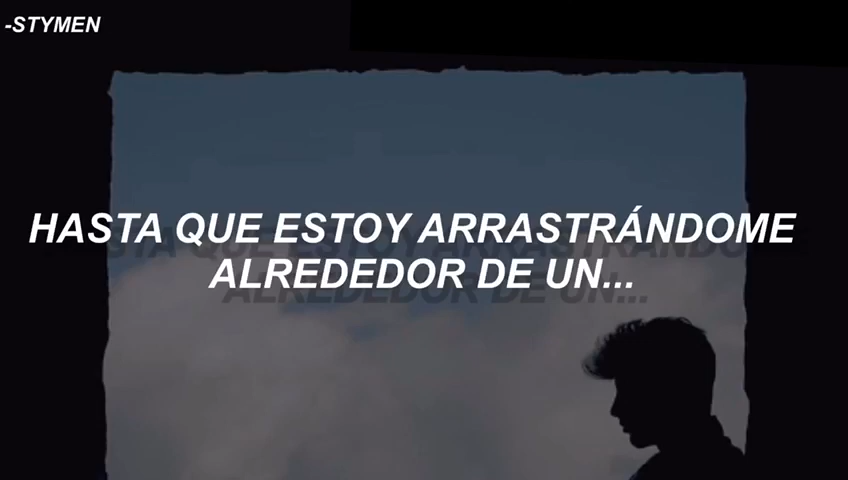 -STYMEN
HASTA QUE ESTOY ARRASTRÁNDOME
ALREDEDOR DE UN...